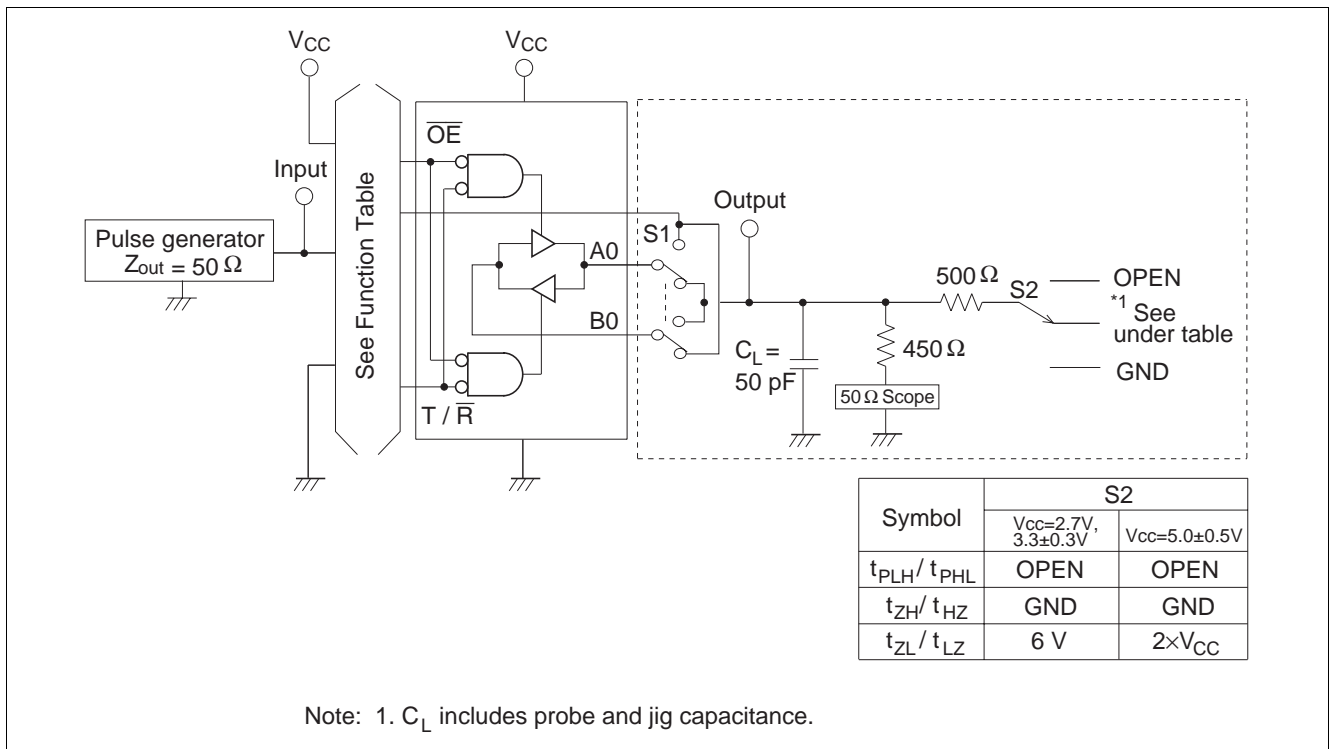 VCC
VCC
Input
Pulse generator
Zout = 50 Ω
See Function Table
OE
T / R
A0
B0
S1
Output
CL =
50 pF
500 Ω
450 Ω
50 Ω Scope
S2
OPEN
*1 See
under table
GND
Symbol
S2
Vcc=2.7V,
3.3±0.3V
Vcc=5.0±0.5V
tPLH / tPHL
OPEN
OPEN
tZH / tHZ
GND
GND
tZL / tLZ
6 V
2×VCC
Note: 1. CL includes probe and jig capacitance.